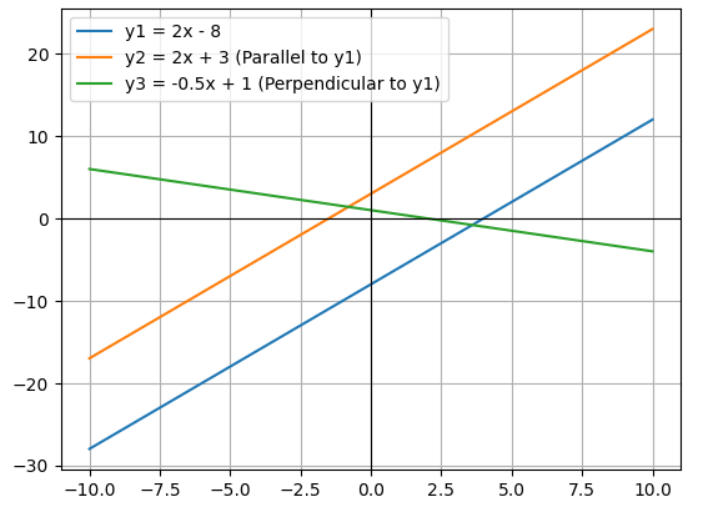 y1 = 2x - 8
y2 = 2x + 3 (Parallel to y1)
y3 = -0.5x + 1 (Perpendicular to y1)
20
10
0
−10
−20
−30
−10.0 −7.5 −5.0 −2.5 0.0 2.5 5.0 7.5 10.0